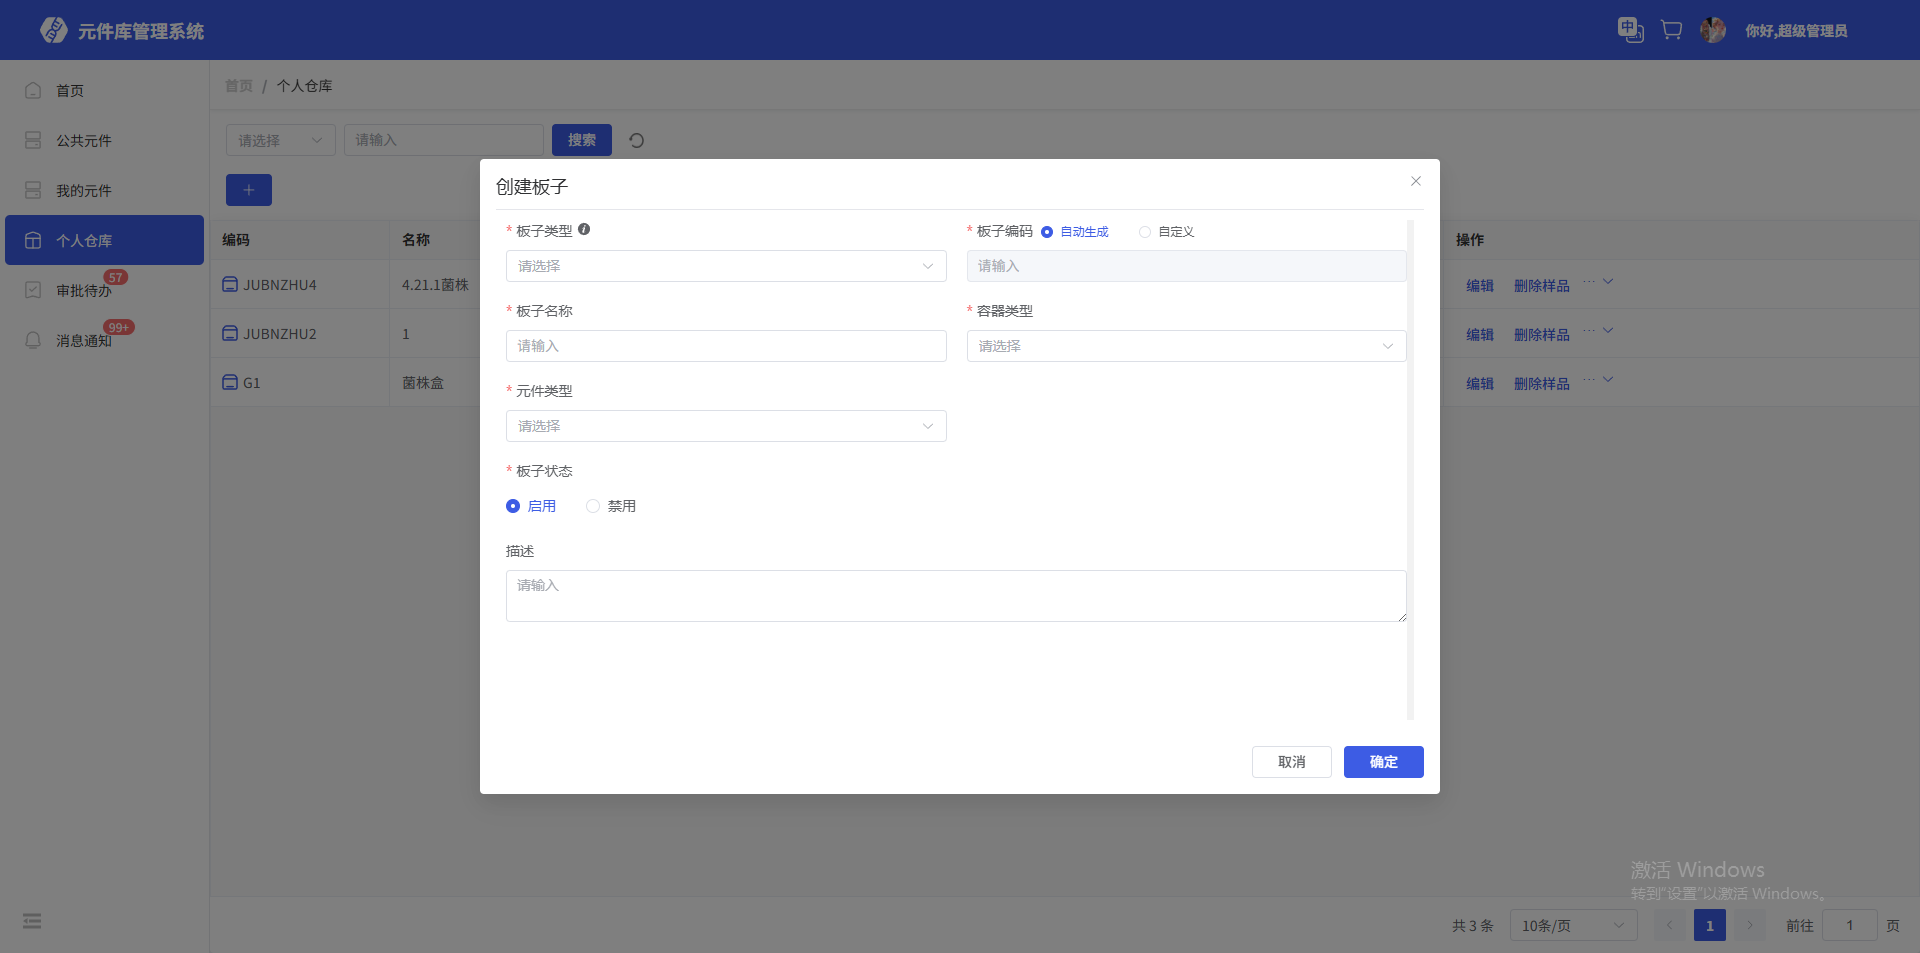 元件库管理系统
中
你好,超级管理员
首页
公共元件
我的元件
个人仓库
审批待办
57
消息通知
99+
首页 / 个人仓库
请选择
请输入
搜索
编码
名称
操作
JUBNZHU4
4.21.1菌株
编辑
删除样品
JUBNZHU2
1
编辑
删除样品
G1
菌株盒
编辑
删除样品
创建板子
* 板子类型
请选择
* 板子编码
自动生成
自定义
请输入
* 板子名称
请输入
* 容器类型
请选择
* 元件类型
请选择
* 板子状态
启用
禁用
描述
请输入
取消
确定
激活 Windows
转到"设置"以激活 Windows。
共 3 条
10条/页
1
前往
1
页